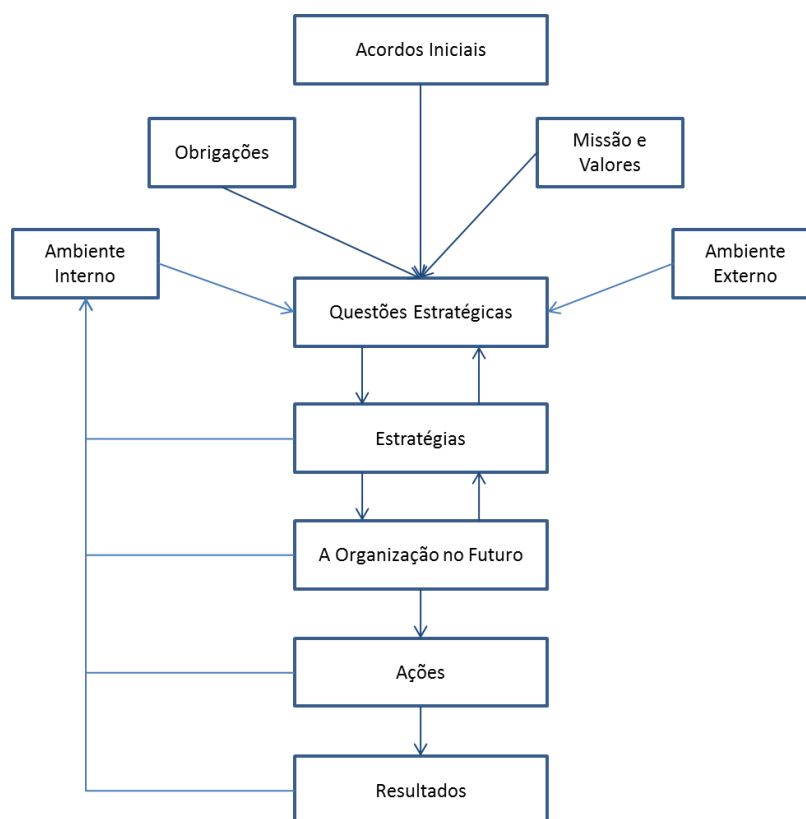 Acordos Iniciais
Obrigações
Missão e
Valores
Ambiente
Interno
Ambiente
Externo
Questões Estratégicas
Estratégias
A Organização no Futuro
Ações
Resultados